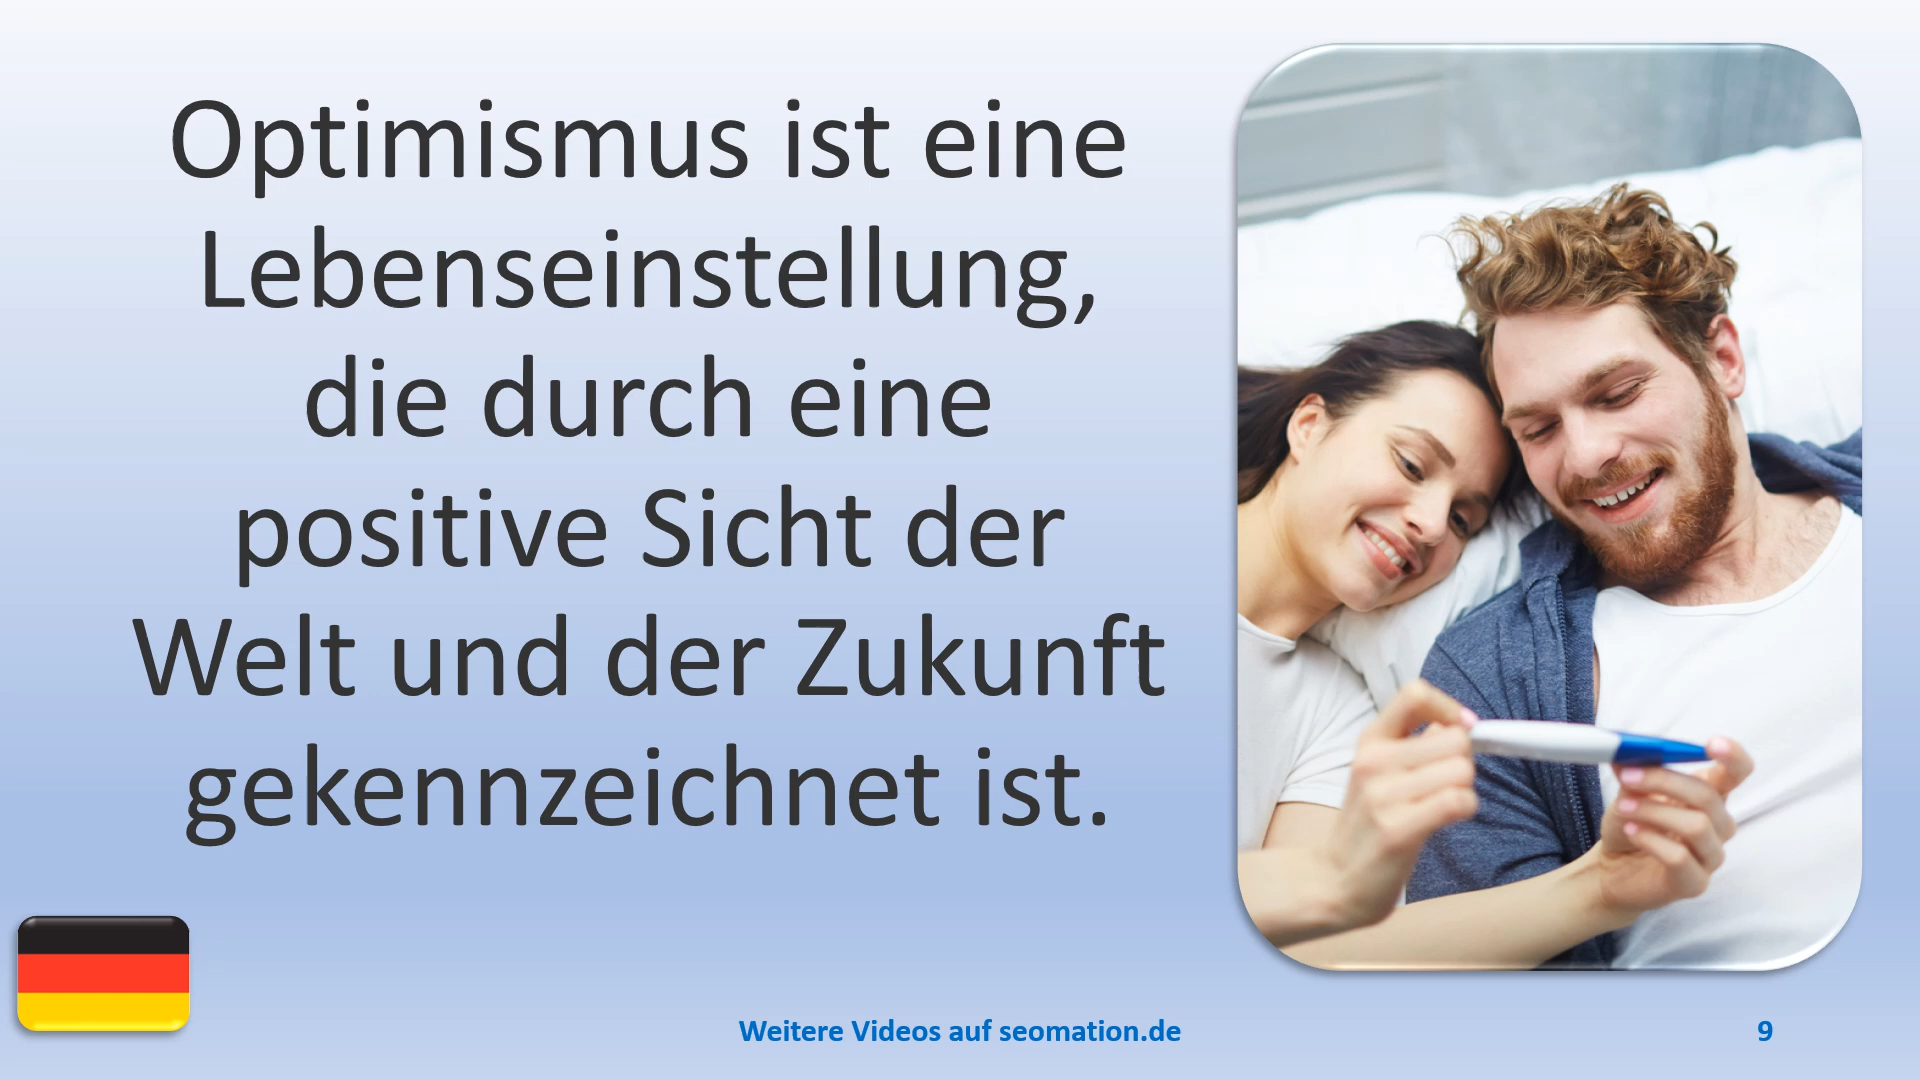 Optimismus ist eine
Lebenseinstellung,
die durch eine
positive Sicht der
Welt und der Zukunft
gekennzeichnet ist.
Weitere Videos auf seomation.de
9